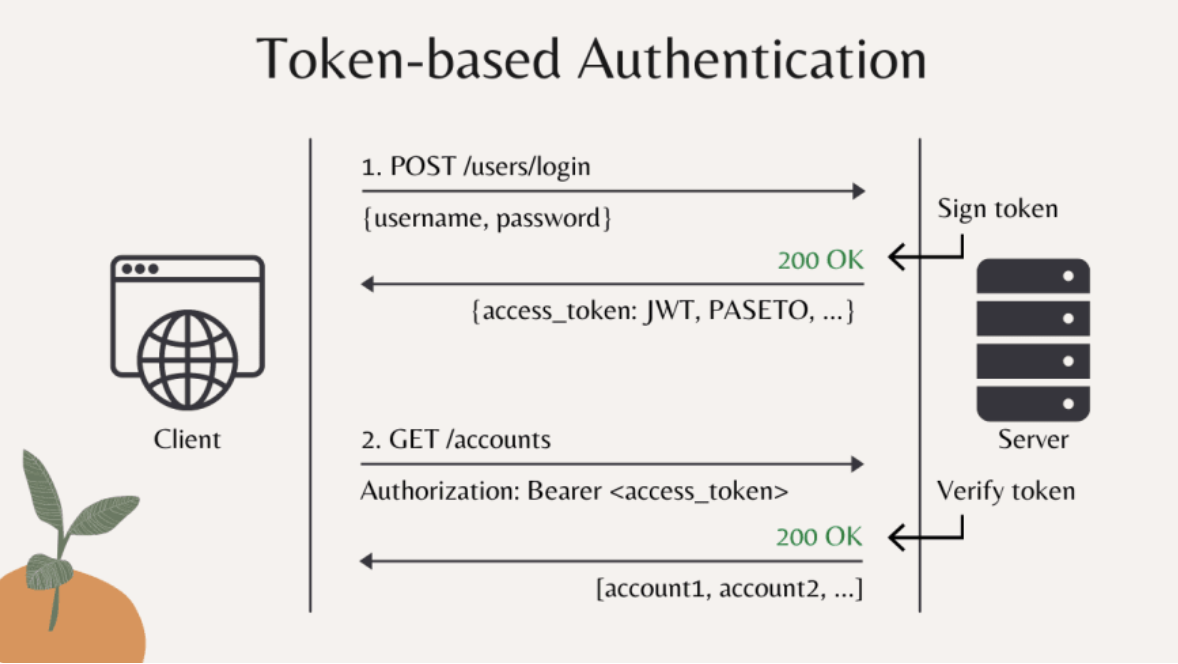 Token-based Authentication
1. POST /users/login
{username, password}
Sign token
200 OK
{access_token: JWT, PASETO, ...}
Client
Server
2. GET /accounts
Authorization: Bearer <access_token>
Verify token
200 OK
[account1, account2, ...]